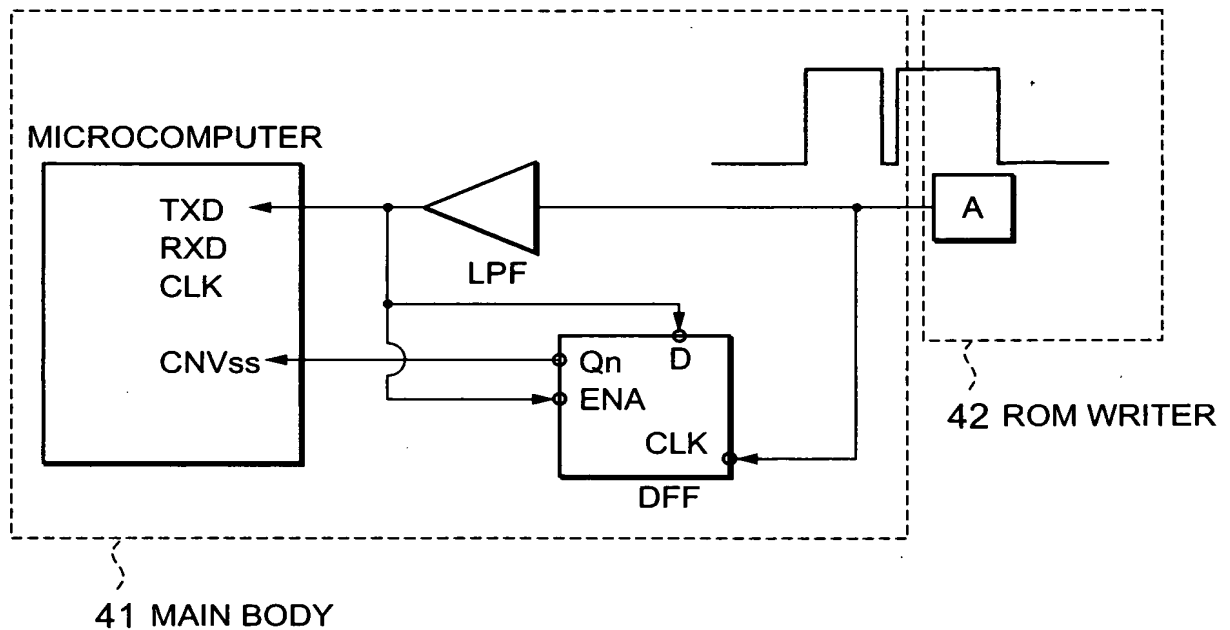 MICROCOMPUTER
TXD
RXD
CLK
CNVss
LPF
A
Qn
D
ENA
CLK
DFF
42 ROM WRITER
41 MAIN BODY